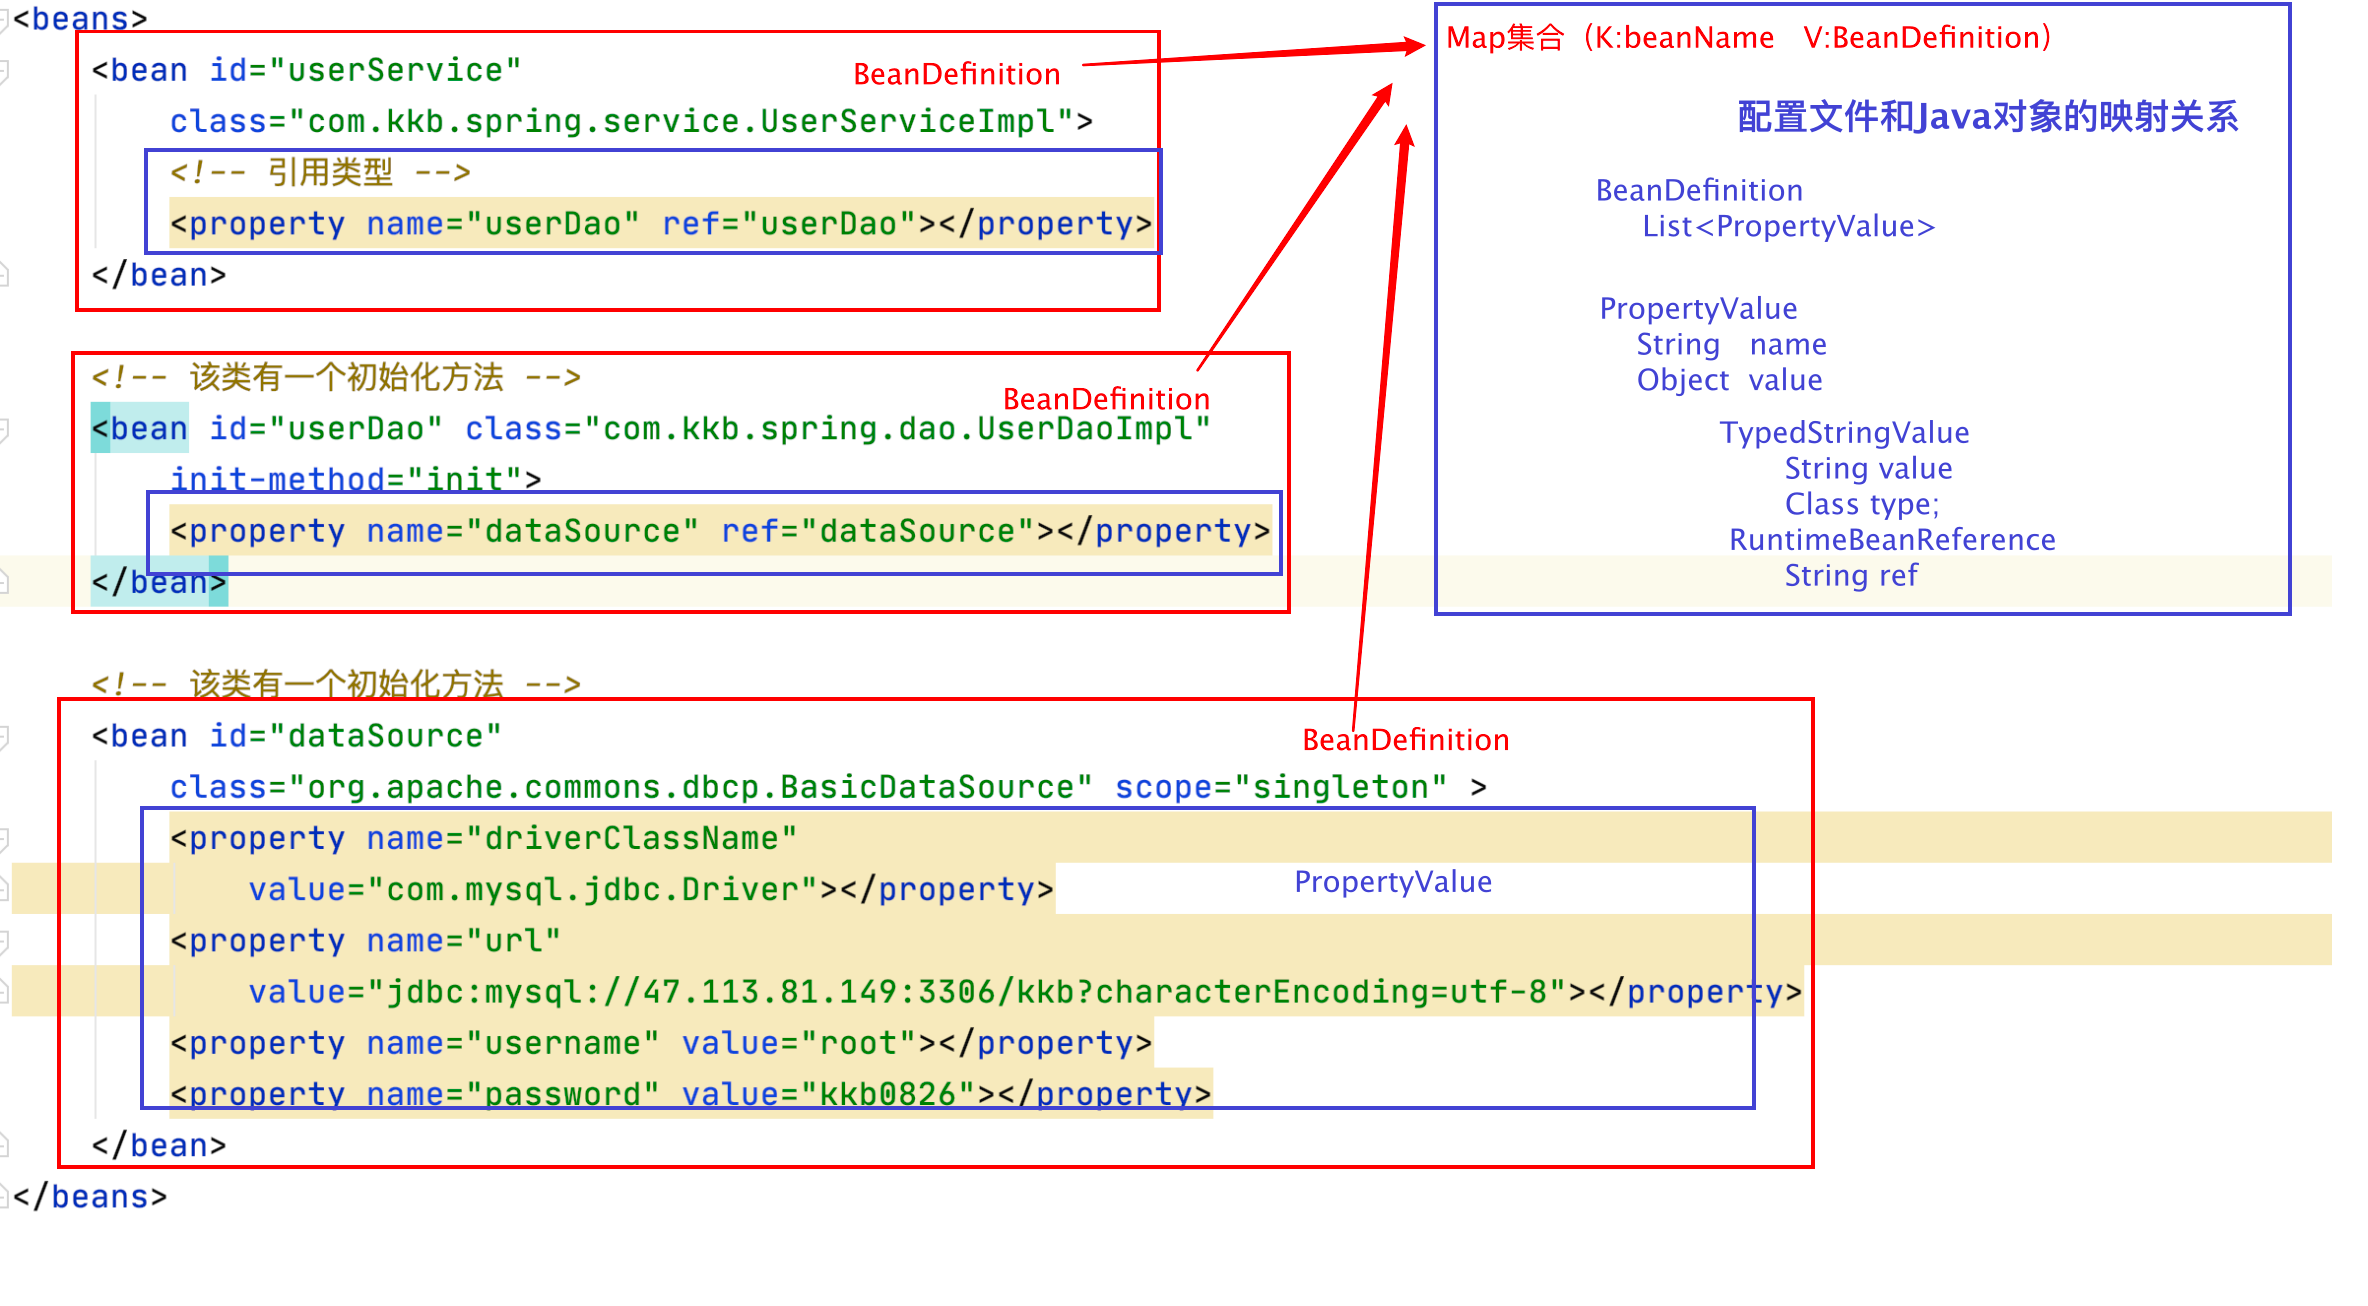 <beans>
<bean id="userService"
BeanDefinition
class="com.kkb.spring.service.UserServiceImpl">
<!-- 引用类型 -->
<property name="userDao" ref="userDao"></property>
</bean>
<!-- 该类有一个初始化方法 -->
BeanDefinition
<bean id="userDao" class="com.kkb.spring.dao.UserDaoImpl"
init-method="init">
<property name="dataSource" ref="dataSource"></property>
</bean>
<!-- 该类有一个初始化方法 -->
<bean id="dataSource"
BeanDefinition
class="org.apache.commons.dbcp.BasicDataSource" scope="singleton" >
<property name="driverClassName"
value="com.mysql.jdbc.Driver"></property>
PropertyValue
<property name="url"
value="jdbc:mysql://47.113.81.149:3306/kkb?characterEncoding=utf-8"></property>
<property name="username" value="root"></property>
<property name="password" value="kkb0826"></property>
</bean>
</beans>
Map集合（K:beanName V:BeanDefinition）
配置文件和Java对象的映射关系
BeanDefinition
List<PropertyValue>
PropertyValue
String name
Object value
TypedStringValue
String value
Class type;
RuntimeBeanReference
String ref